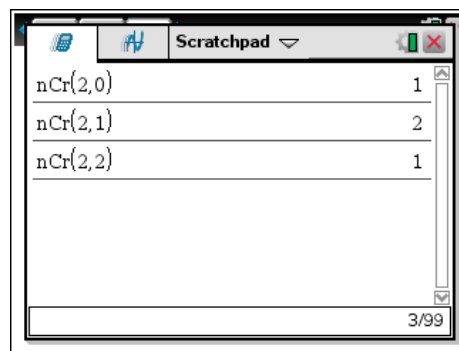 Scratchpad
nCr(2,0) 1
nCr(2,1) 2
nCr(2,2) 1
3/99